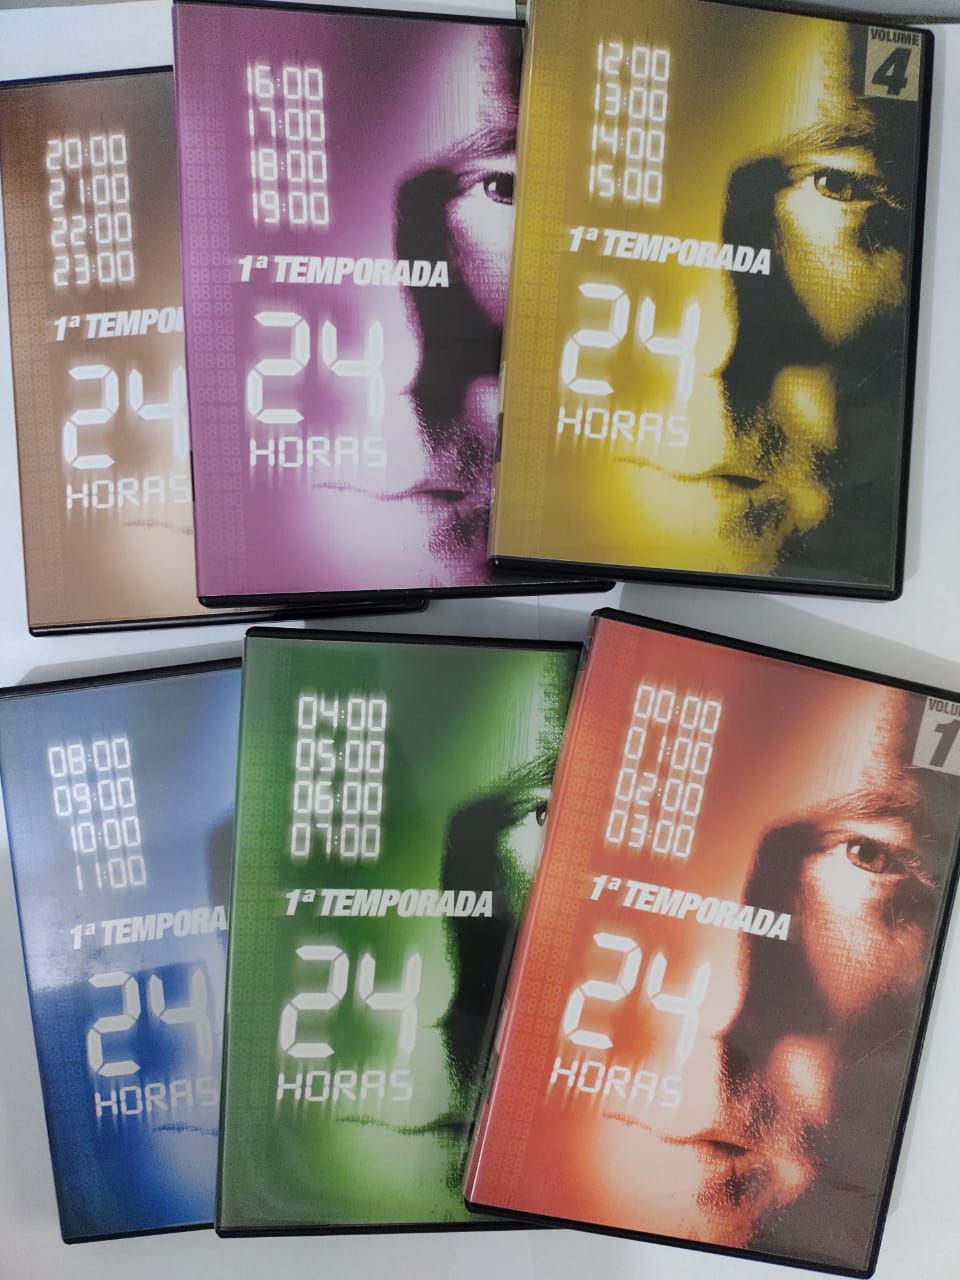 20:00
21:00
22:00
23:00
1ª TEMPO
24
HORAS
16:00
17:00
18:00
19:00
1ª TEMPORADA
24
HORAS
VOLUME
4
12:00
13:00
14:00
15:00
1ª TEMPORADA
24
HORAS
08:00
09:00
10:00
11:00
1ª TEMPORA
24
HORAS
04:00
05:00
06:00
07:00
1ª TEMPORADA
24
HORAS
VOLU
1
00:00
01:00
02:00
03:00
1ª TEMPORADA
24
HORAS